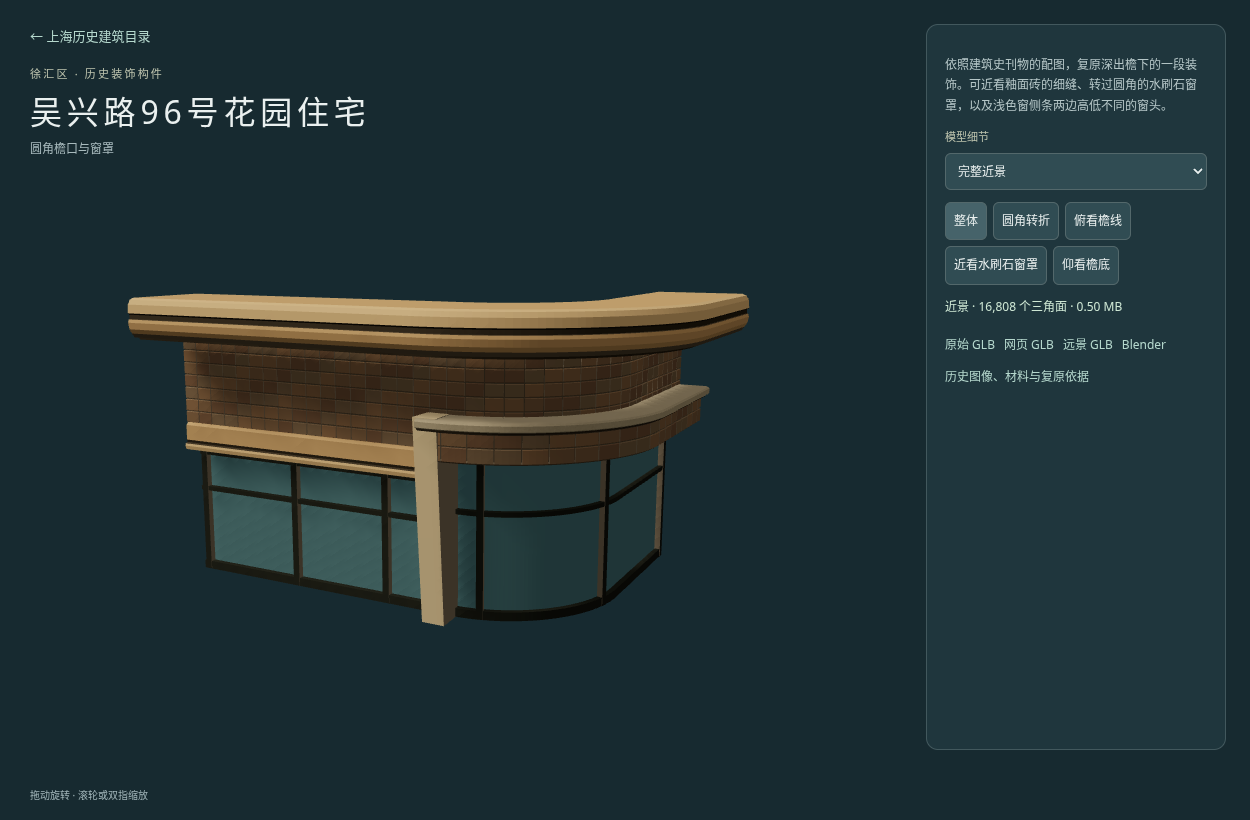 ← 上海历史建筑目录
徐汇区 · 历史装饰构件
吴兴路96号花园住宅
圆角檐口与窗罩
依照建筑史刊物的配图，复原深出檐下的一段装
饰。可近看釉面砖的细缝、转过圆角的水刷石窗
罩，以及浅色窗侧条两边高低不同的窗头。
模型细节
完整近景
整体 圆角转折 俯看檐线
近看水刷石窗罩 仰看檐底
近景 · 16,808 个三角面 · 0.50 MB
原始 GLB 网页 GLB 远景 GLB Blender
历史图像、材料与复原依据
拖动旋转 · 滚轮或双指缩放